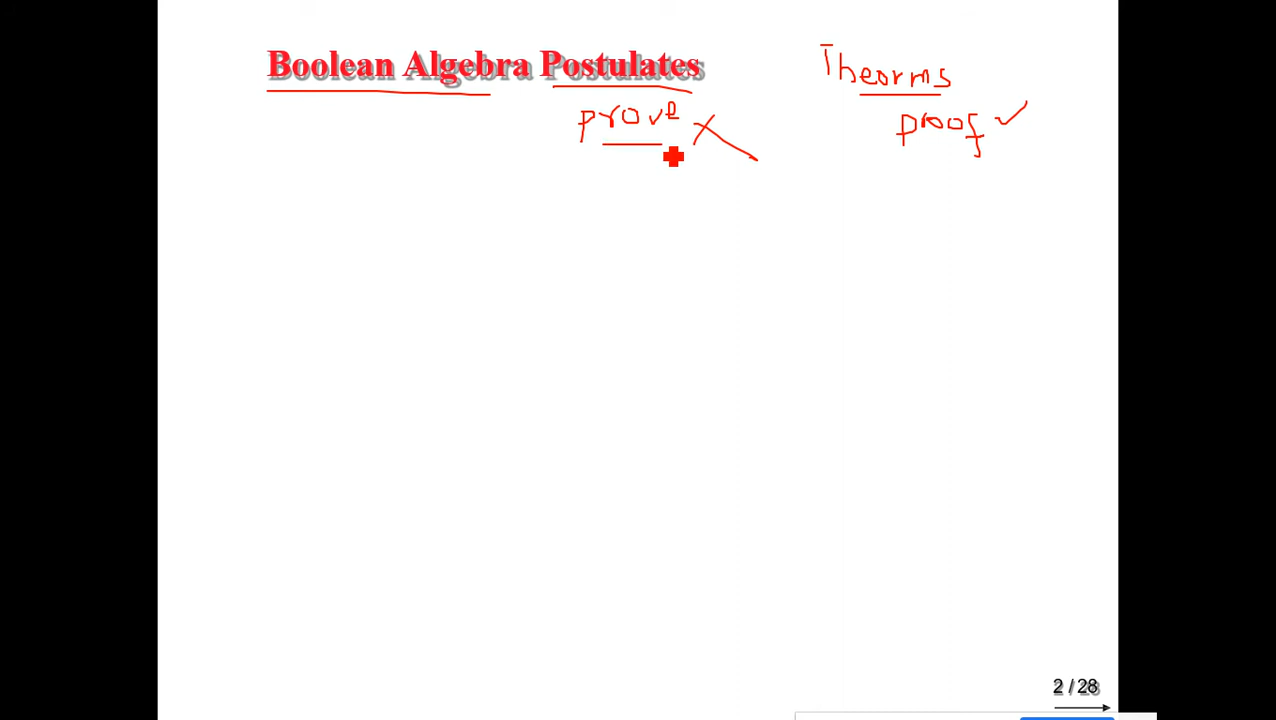 Boolean Algebra Postulates
Theorms
prove ×
proof ✓
2 / 28